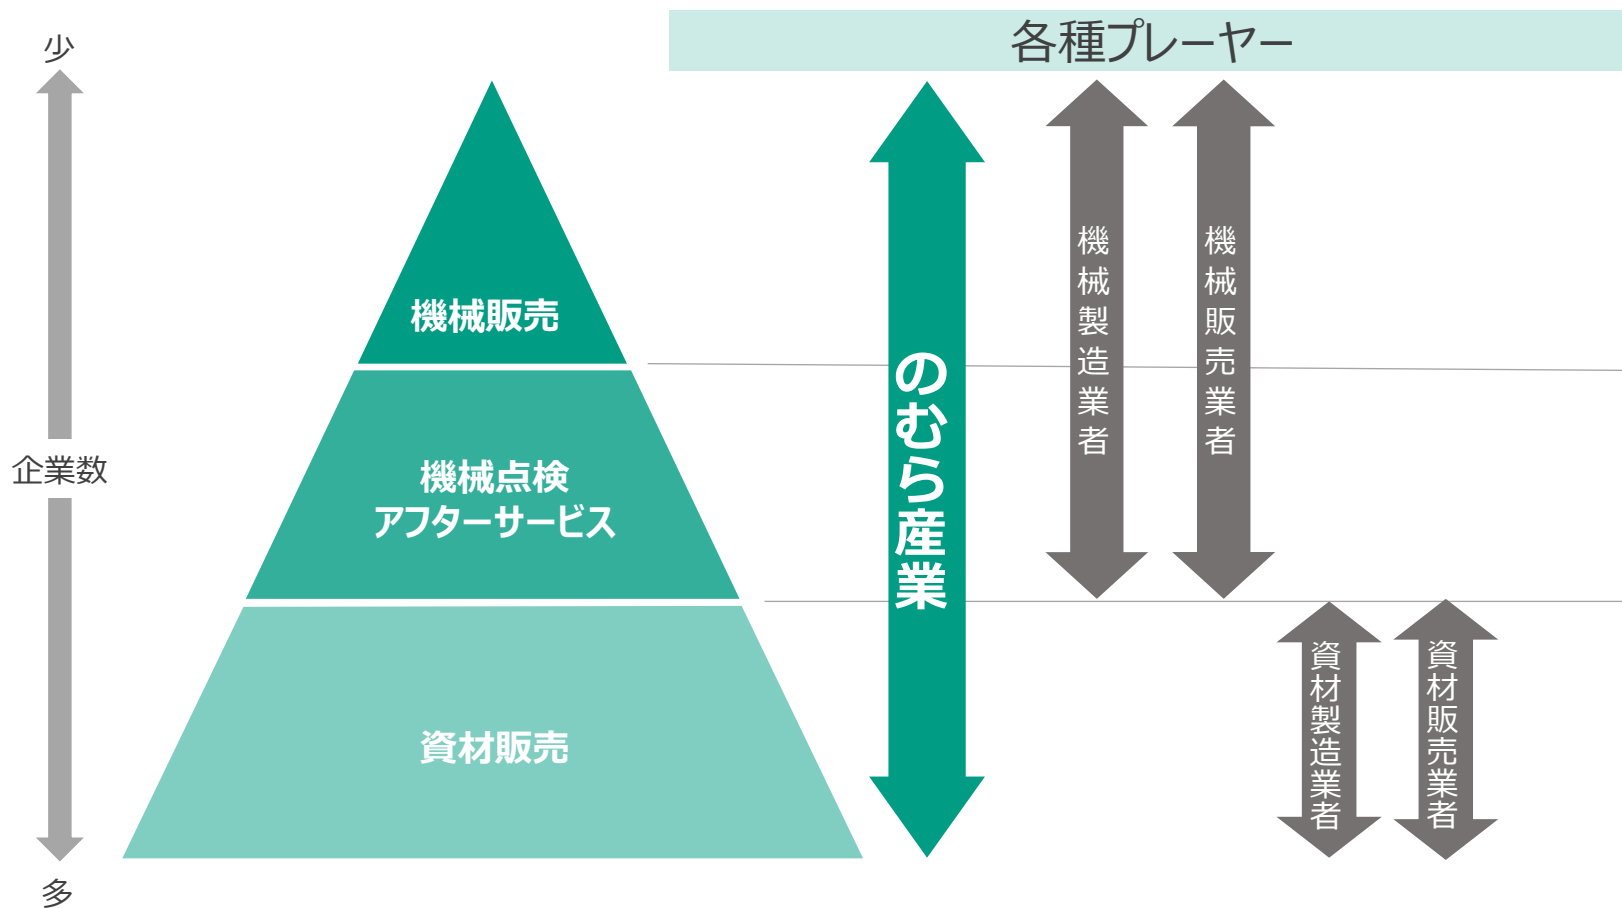 各種プレーヤー
少
企業数
多
機械販売
機械点検
アフターサービス
資材販売
のむら産業
機械製造業者
機械販売業者
資材製造業者
資材販売業者